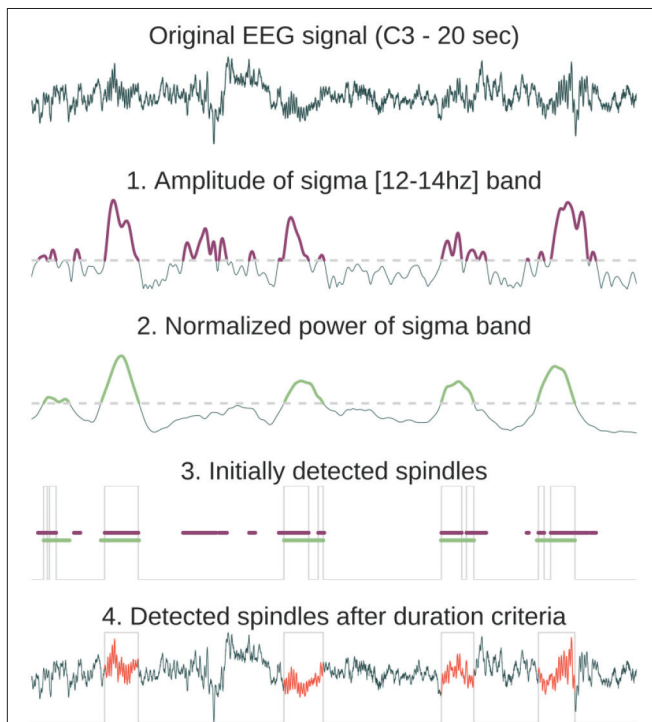 Original EEG signal (C3 - 20 sec)
1. Amplitude of sigma [12-14hz] band
2. Normalized power of sigma band
3. Initially detected spindles
4. Detected spindles after duration criteria